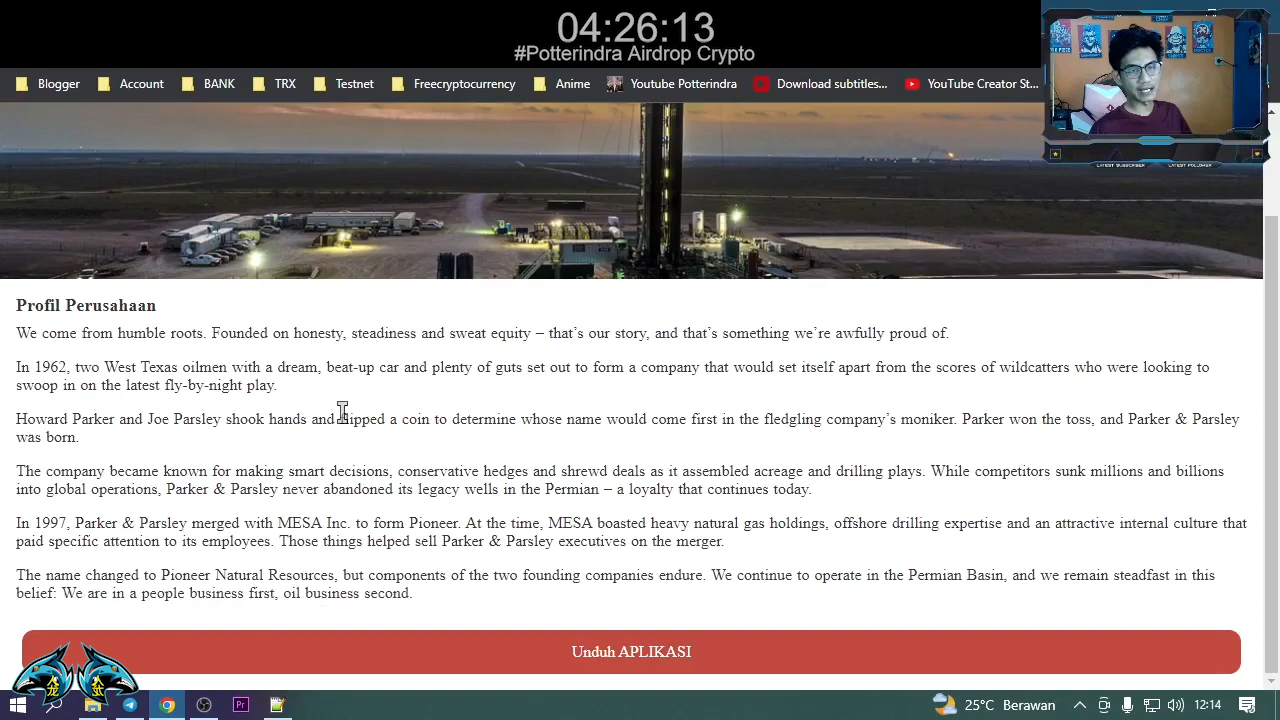 04:26:13
#Potterindra Airdrop Crypto
Blogger
Account
BANK
TRX
Testnet
Freecryptocurrency
Anime
Youtube Potterindra
Download subtitles...
YouTube Creator St...
LATEST SUBSCRIBER
LATEST FOLLOWER
Profil Perusahaan
We come from humble roots. Founded on honesty, steadiness and sweat equity – that's our story, and that's something we're awfully proud of.
In 1962, two West Texas oilmen with a dream, beat-up car and plenty of guts set out to form a company that would set itself apart from the scores of wildcatters who were looking to
swoop in on the latest fly-by-night play.
Howard Parker and Joe Parsley shook hands and flipped a coin to determine whose name would come first in the fledgling company's moniker. Parker won the toss, and Parker & Parsley
was born.
The company became known for making smart decisions, conservative hedges and shrewd deals as it assembled acreage and drilling plays. While competitors sunk millions and billions
into global operations, Parker & Parsley never abandoned its legacy wells in the Permian – a loyalty that continues today.
In 1997, Parker & Parsley merged with MESA Inc. to form Pioneer. At the time, MESA boasted heavy natural gas holdings, offshore drilling expertise and an attractive internal culture that
paid specific attention to its employees. Those things helped sell Parker & Parsley executives on the merger.
The name changed to Pioneer Natural Resources, but components of the two founding companies endure. We continue to operate in the Permian Basin, and we remain steadfast in this
belief: We are in a people business first, oil business second.
Unduh APLIKASI
25°C Berawan
12:14